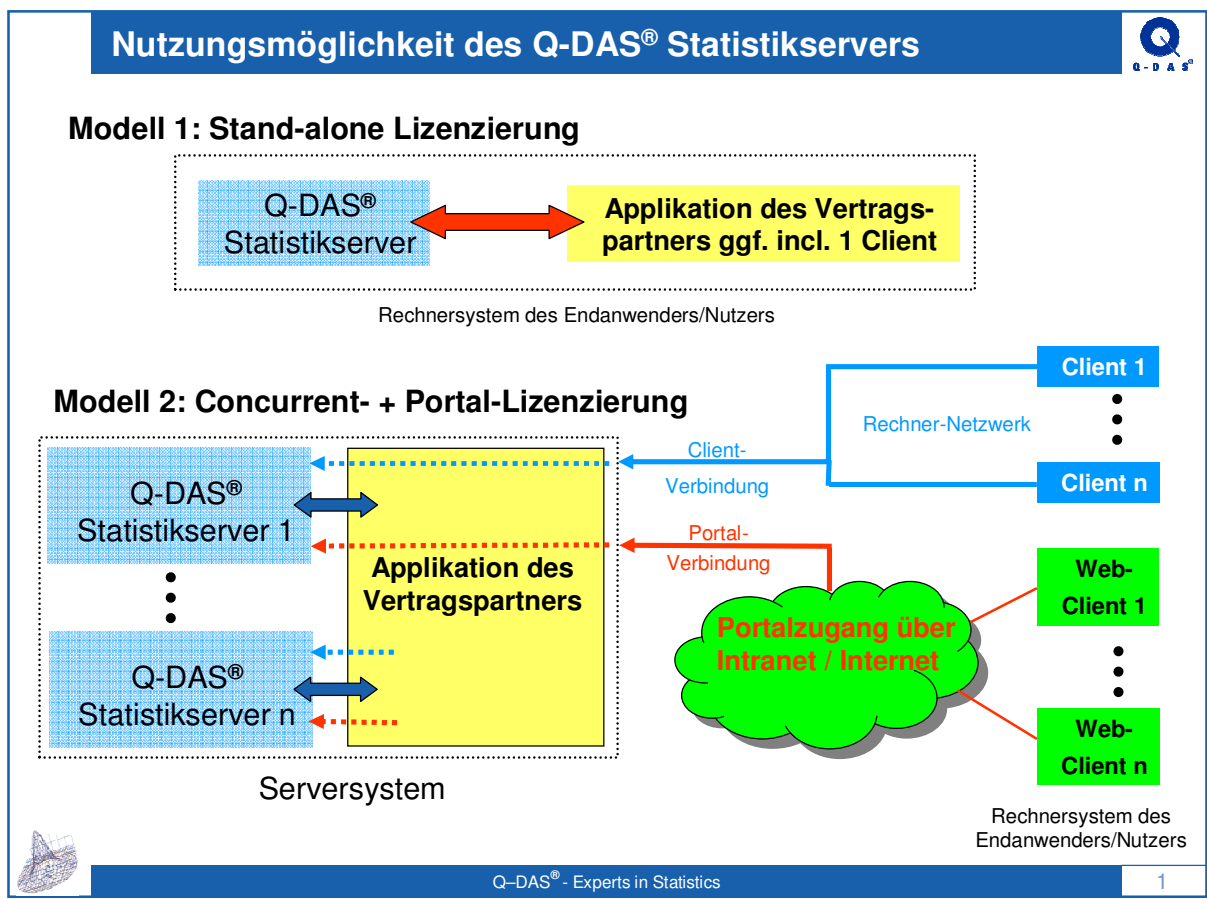 Nutzungsmöglichkeit des Q-DAS® Statistikservers
Q-DAS®
Modell 1: Stand-alone Lizenzierung
Q-DAS®
Statistikserver
Applikation des Vertrags-
partners ggf. incl. 1 Client
Rechnersystem des Endanwenders/Nutzers
Modell 2: Concurrent- + Portal-Lizenzierung
Client 1
Rechner-Netzwerk
Client n
Client-
Verbindung
Q-DAS®
Statistikserver 1
Portal-
Verbindung
Applikation des
Vertragspartners
Q-DAS®
Statistikserver n
Portalzugang über
Intranet / Internet
Web-
Client 1
Web-
Client n
Serversystem
Rechnersystem des
Endanwenders/Nutzers
Q–DAS® - Experts in Statistics
1